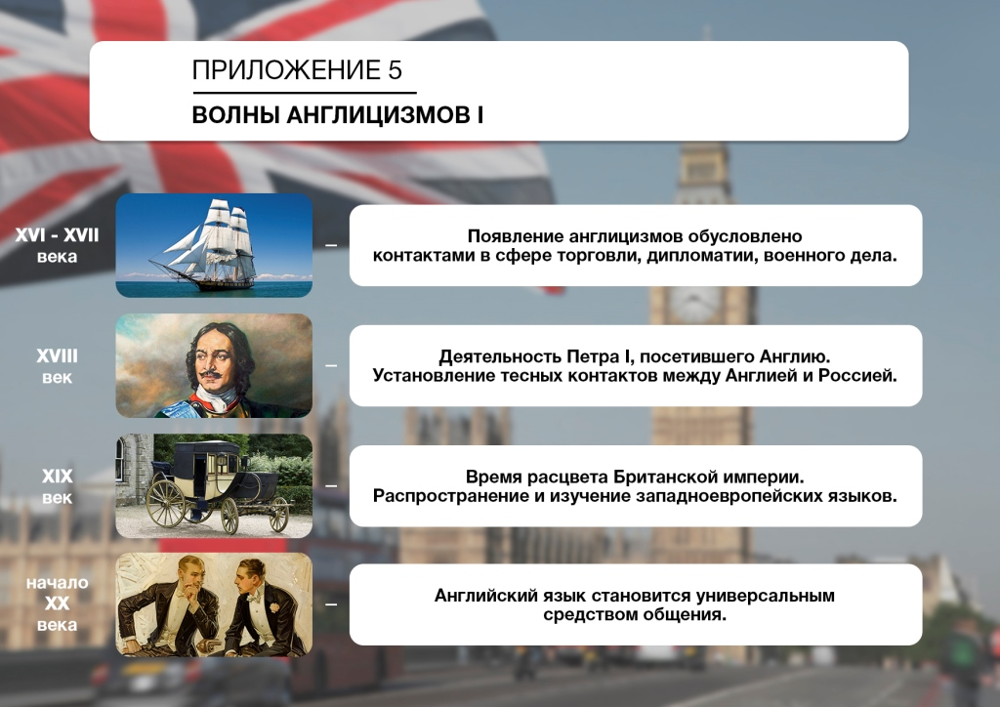 ПРИЛОЖЕНИЕ 5
ВОЛНЫ АНГЛИЦИЗМОВ I
XVI - XVII
века
–
Появление англицизмов обусловлено
контактами в сфере торговли, дипломатии, военного дела.
XVIII
век
–
Деятельность Петра I, посетившего Англию.
Установление тесных контактов между Англией и Россией.
XIX
век
–
Время расцвета Британской империи.
Распространение и изучение западноевропейских языков.
начало
XX
века
–
Английский язык становится универсальным
средством общения.